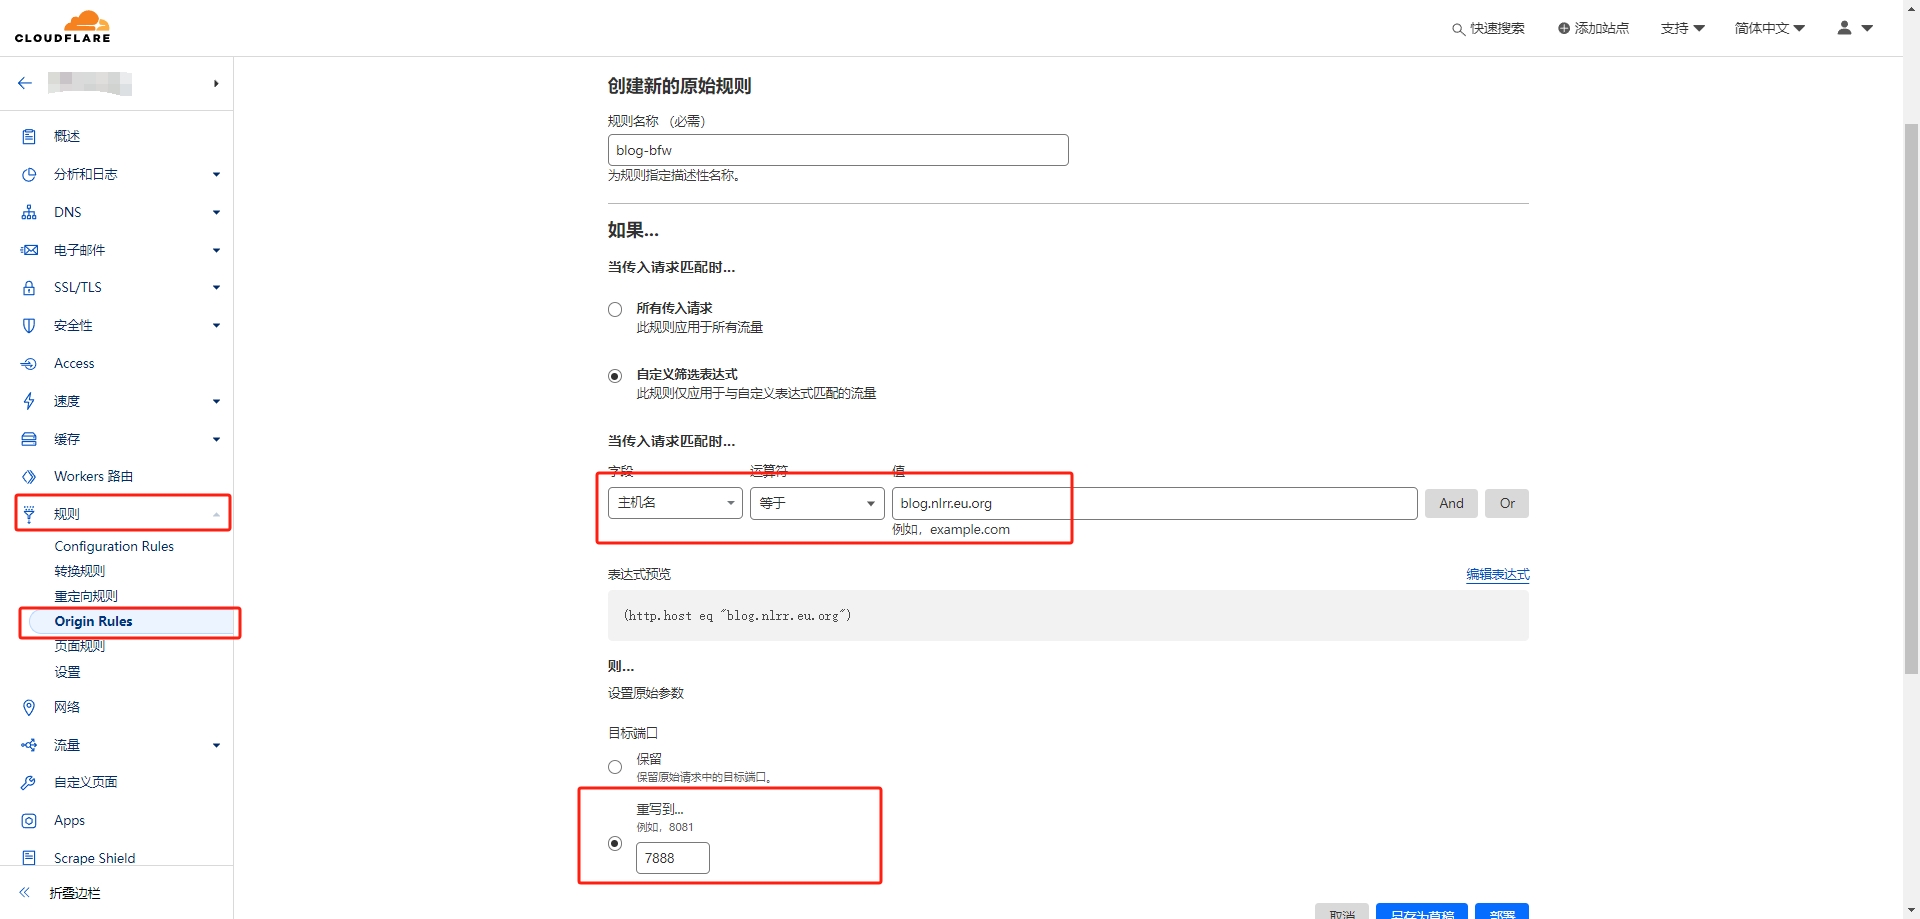 CLOUDFLARE
快速搜索
添加站点
支持
简体中文
概述
分析和日志
DNS
电子邮件
SSL/TLS
安全性
Access
速度
缓存
Workers 路由
规则
Configuration Rules
转换规则
重定向规则
Origin Rules
页面规则
设置
网络
流量
自定义页面
Apps
Scrape Shield
折叠边栏
创建新的原始规则
规则名称 （必需）
blog-bfw
为规则指定描述性名称。
如果...
当传入请求匹配时...
所有传入请求
此规则应用于所有流量
自定义筛选表达式
此规则仅应用于与自定义表达式匹配的流量
当传入请求匹配时...
字段 运算符 值
主机名 等于 blog.nlrr.eu.org And Or
例如，example.com
表达式预览 编辑表达式
(http.host eq "blog.nlrr.eu.org")
则...
设置原始参数
目标端口
保留
保留原始请求中的目标端口。
重写到...
例如，8081
7888
取消 另存为草稿 部署